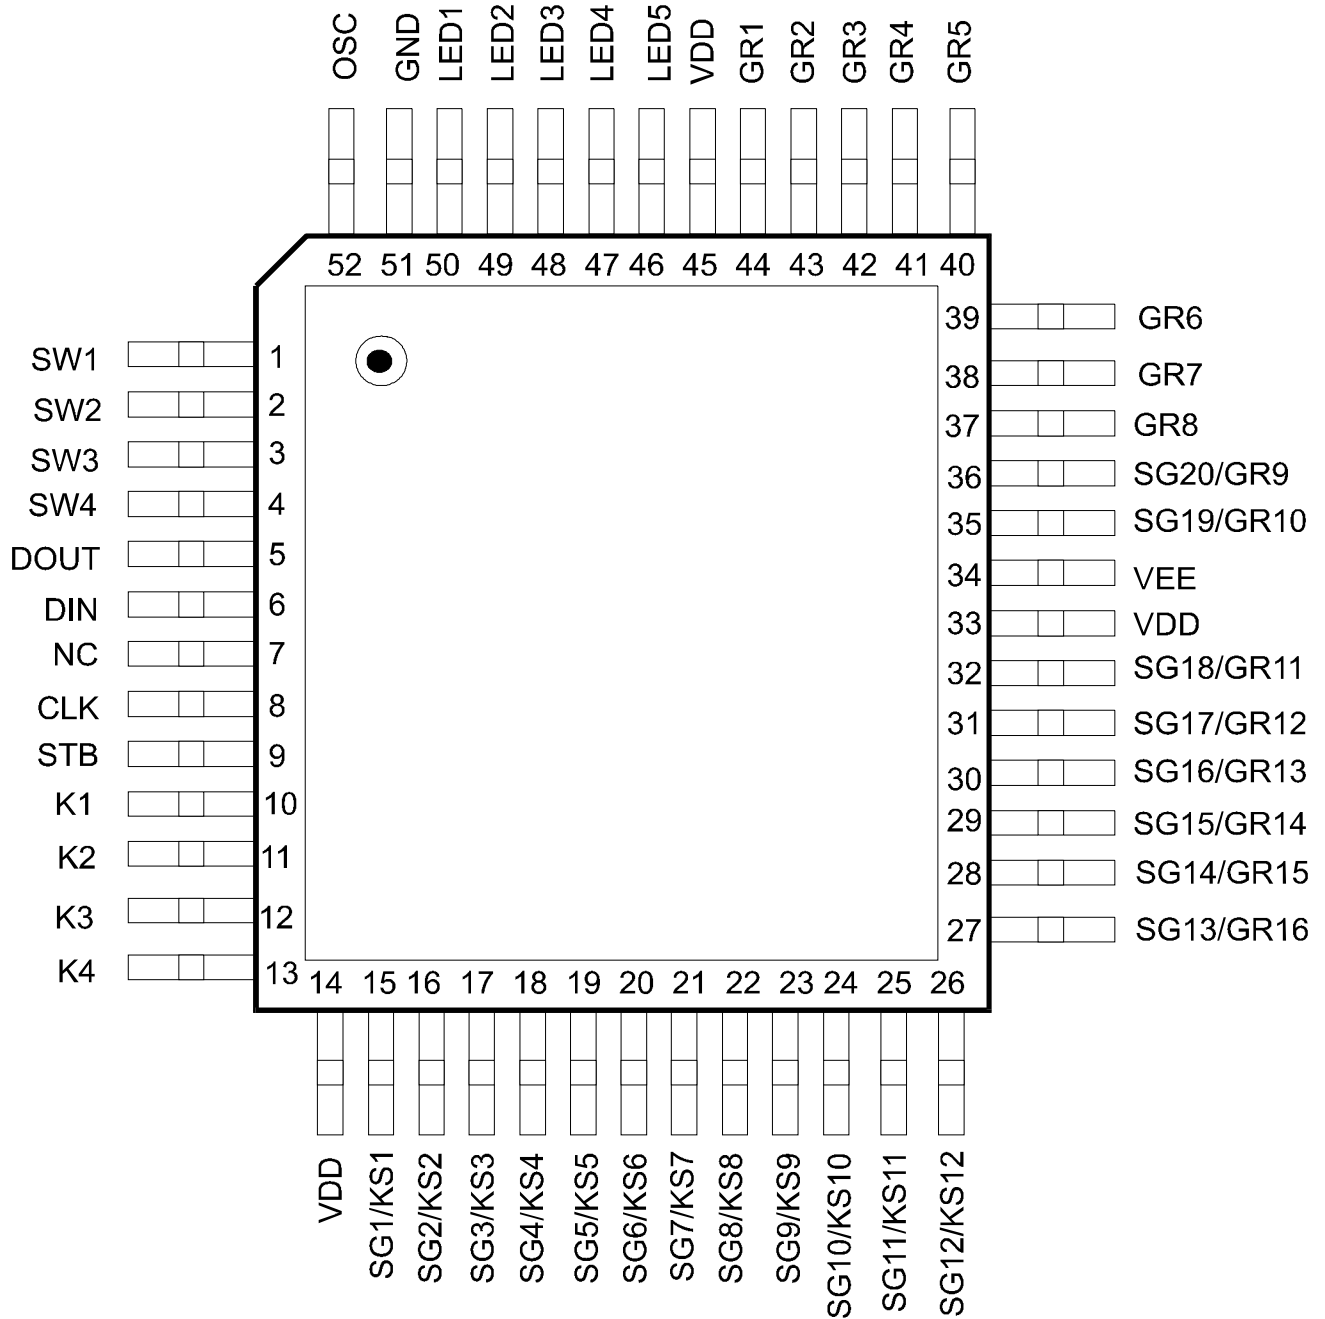 OSC
GND
LED1
LED2
LED3
LED4
LED5
VDD
GR1
GR2
GR3
GR4
GR5
52 51 50 49 48 47 46 45 44 43 42 41 40
SW1 1
SW2 2
SW3 3
SW4 4
DOUT 5
DIN 6
NC 7
CLK 8
STB 9
K1 10
K2 11
K3 12
K4 13
39 GR6
38 GR7
37 GR8
36 SG20/GR9
35 SG19/GR10
34 VEE
33 VDD
32 SG18/GR11
31 SG17/GR12
30 SG16/GR13
29 SG15/GR14
28 SG14/GR15
27 SG13/GR16
14 15 16 17 18 19 20 21 22 23 24 25 26
VDD
SG1/KS1
SG2/KS2
SG3/KS3
SG4/KS4
SG5/KS5
SG6/KS6
SG7/KS7
SG8/KS8
SG9/KS9
SG10/KS10
SG11/KS11
SG12/KS12